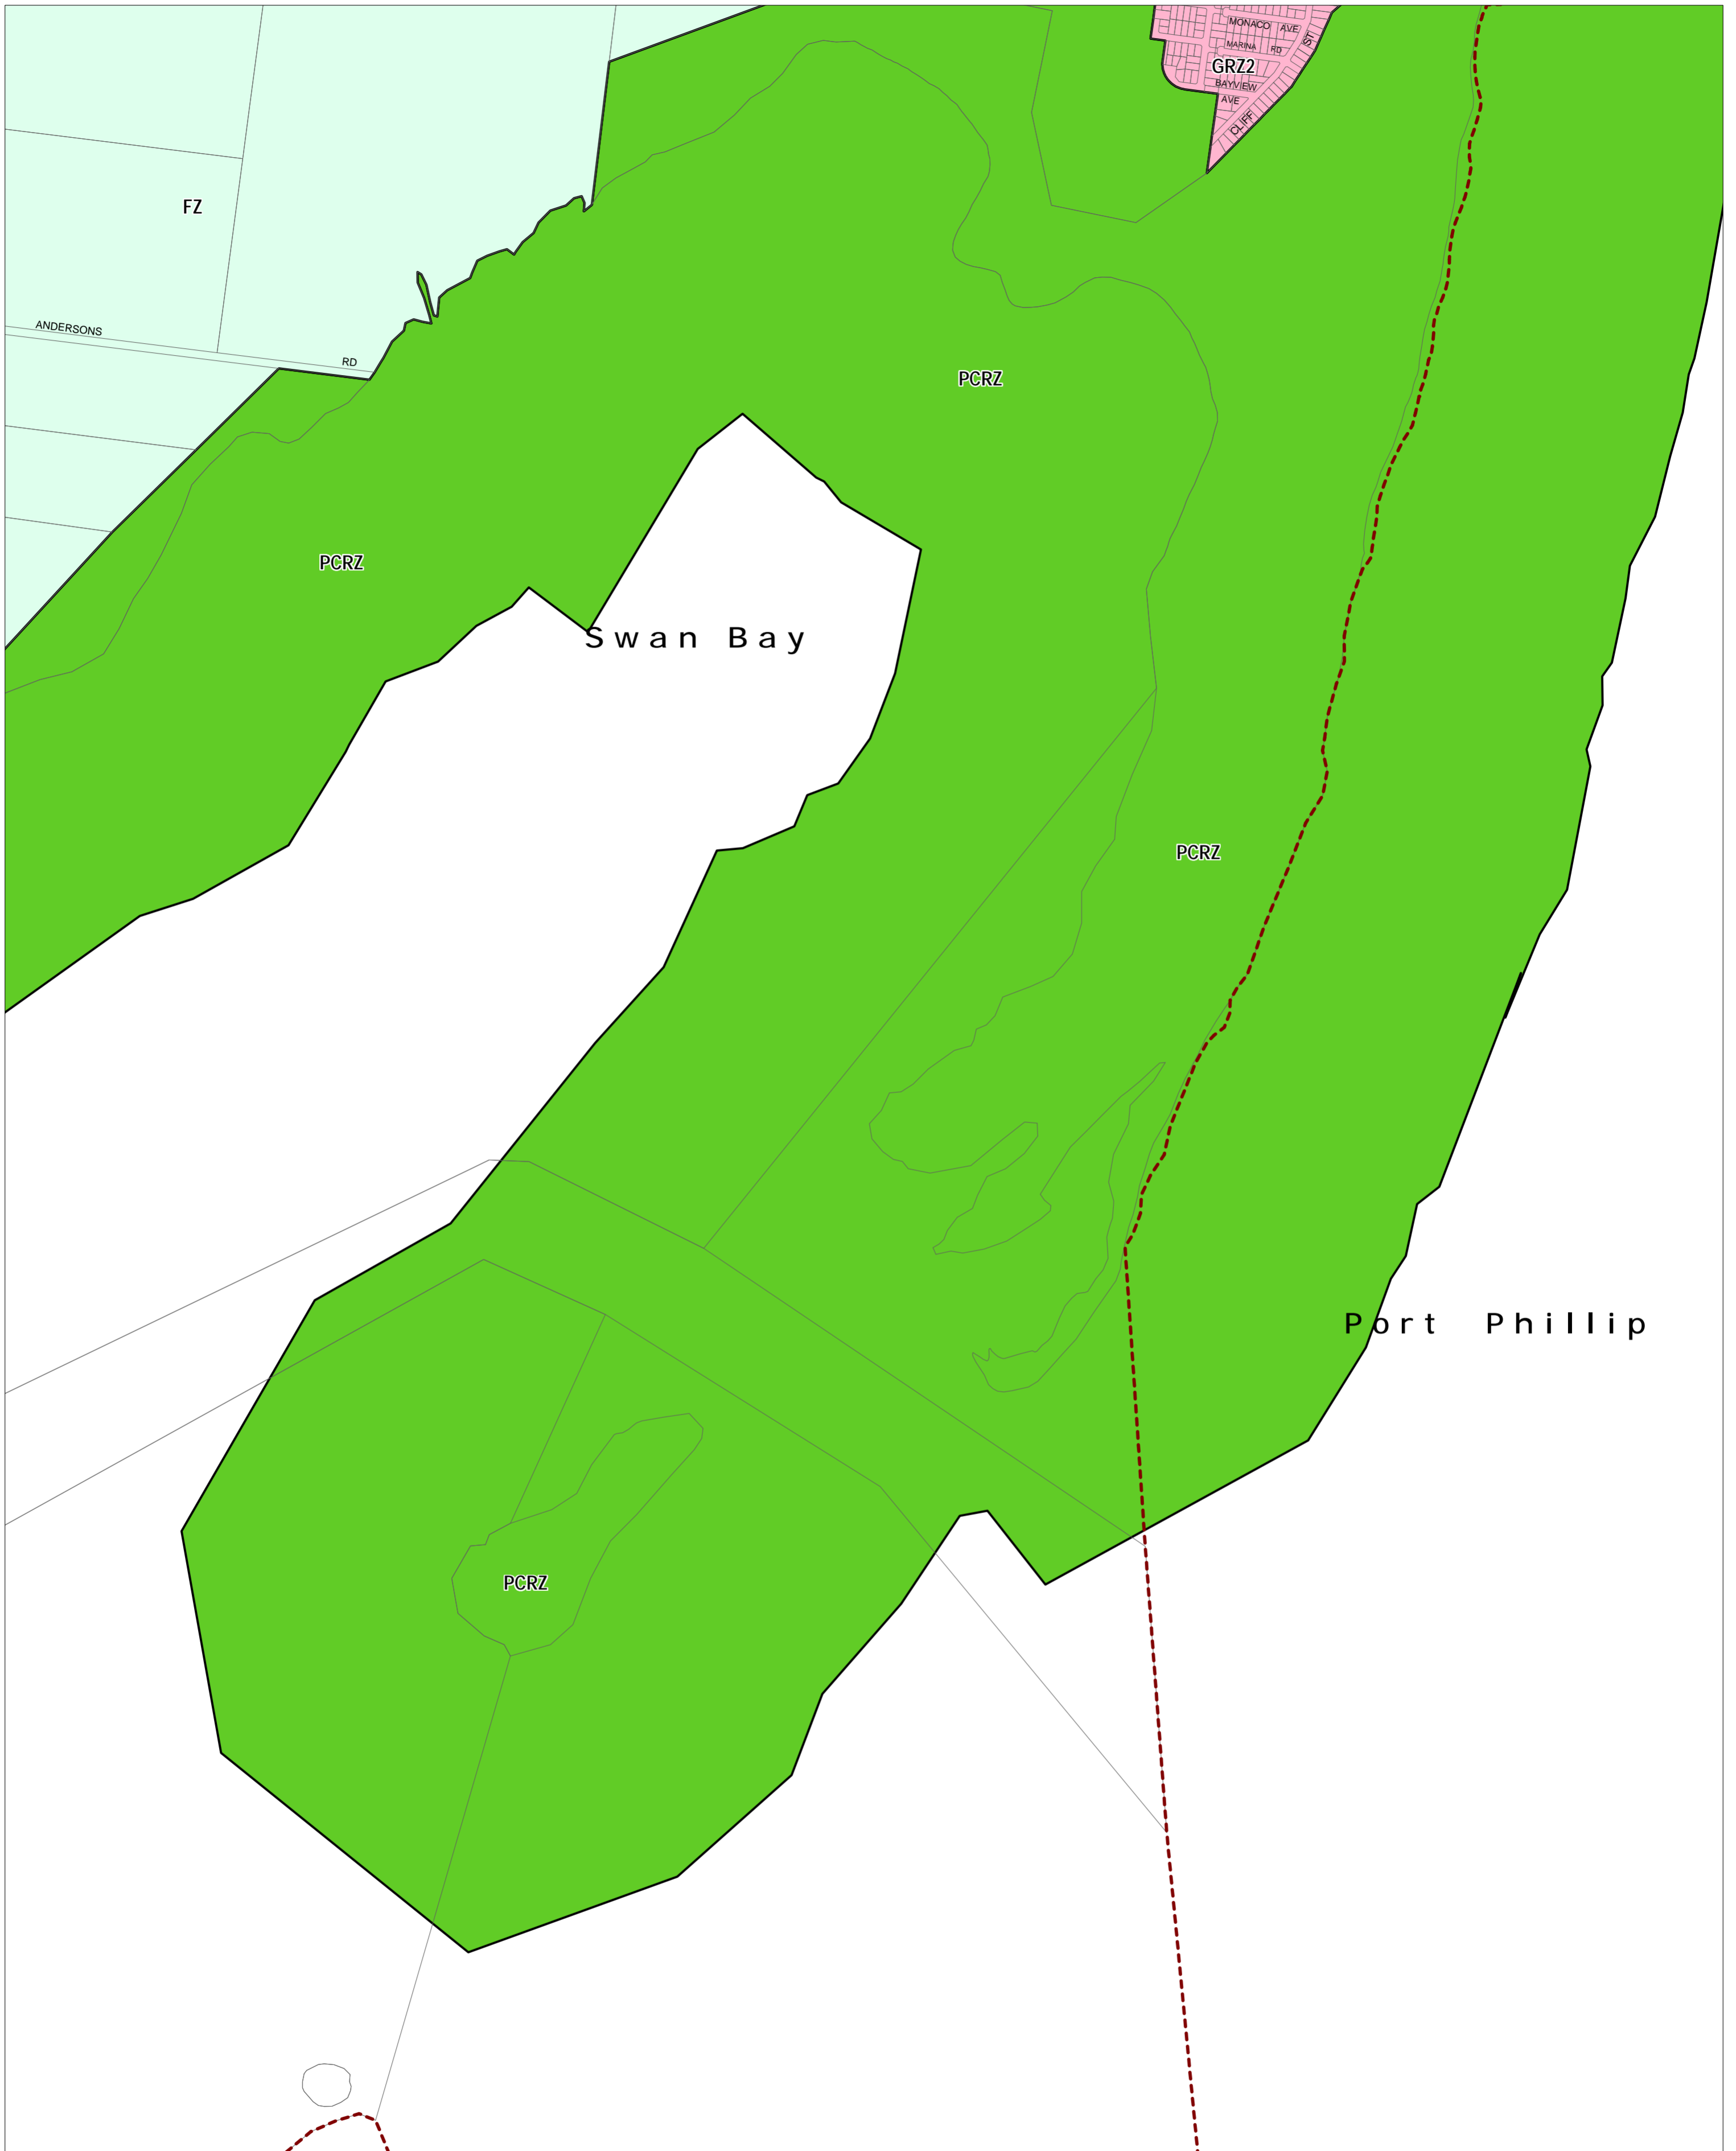 MONACO AVE
MARINA RD
ST
GRZ2
BAYVIEW
AVE
CLIFF
FZ
ANDERSONS
RD
PCRZ
PCRZ
Swan Bay
PCRZ
Port Phillip
PCRZ